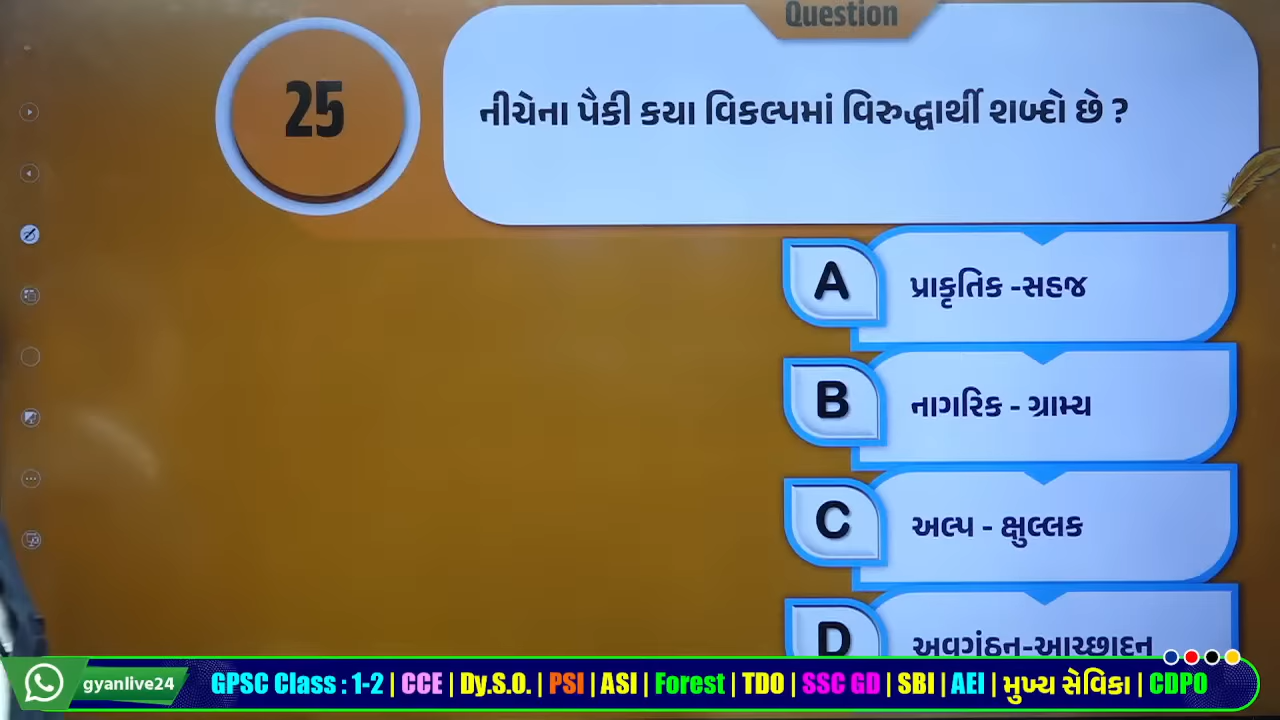 Question
25
નીચેના પૈકી કયા વિકલ્પમાં વિરુદ્ધાર્થી શબ્દો છે ?
A
પ્રાકૃતિક -સહજ
B
નાગરિક - ગ્રામ્ય
C
અલ્પ - ક્ષુલ્લક
D
અવગંઠન-આચ્છાદન
gyanlive24
GPSC Class : 1-2 | CCE | Dy.S.O. | PSI | ASI | Forest | TDO | SSC GD | SBI | AEI | મુખ્ય સેવિકા | CDPO